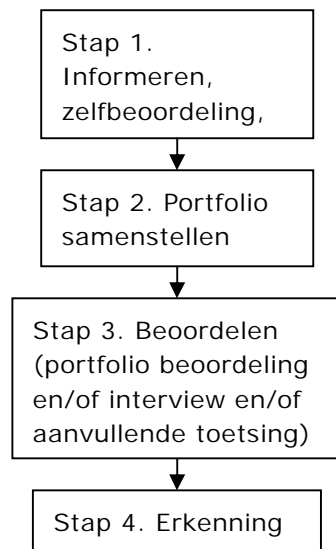 Stap 1.
Informeren,
zelfbeoordeling,
Stap 2. Portfolio
samenstellen
Stap 3. Beoordelen
(portfolio beoordeling
en/of interview en/of
aanvullende toetsing)
Stap 4. Erkenning